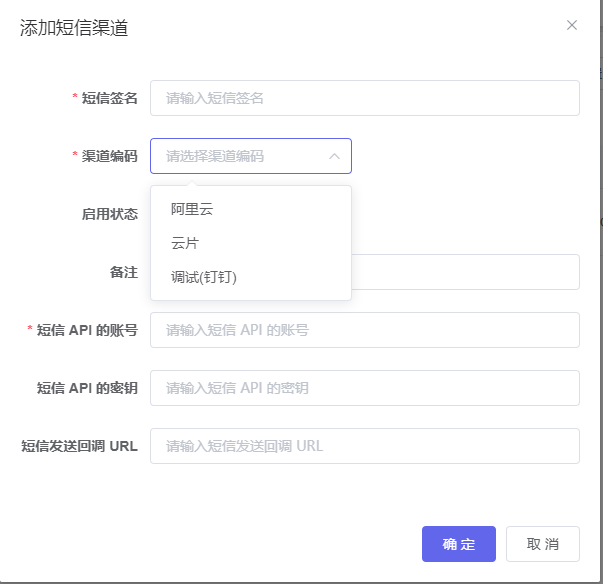 添加短信渠道
* 短信签名 请输入短信签名
* 渠道编码 请选择渠道编码
阿里云
启用状态
云片
备注
调试(钉钉)
* 短信 API 的账号 请输入短信 API 的账号
短信 API 的密钥 请输入短信 API 的密钥
短信发送回调 URL 请输入短信发送回调 URL
确 定 取 消